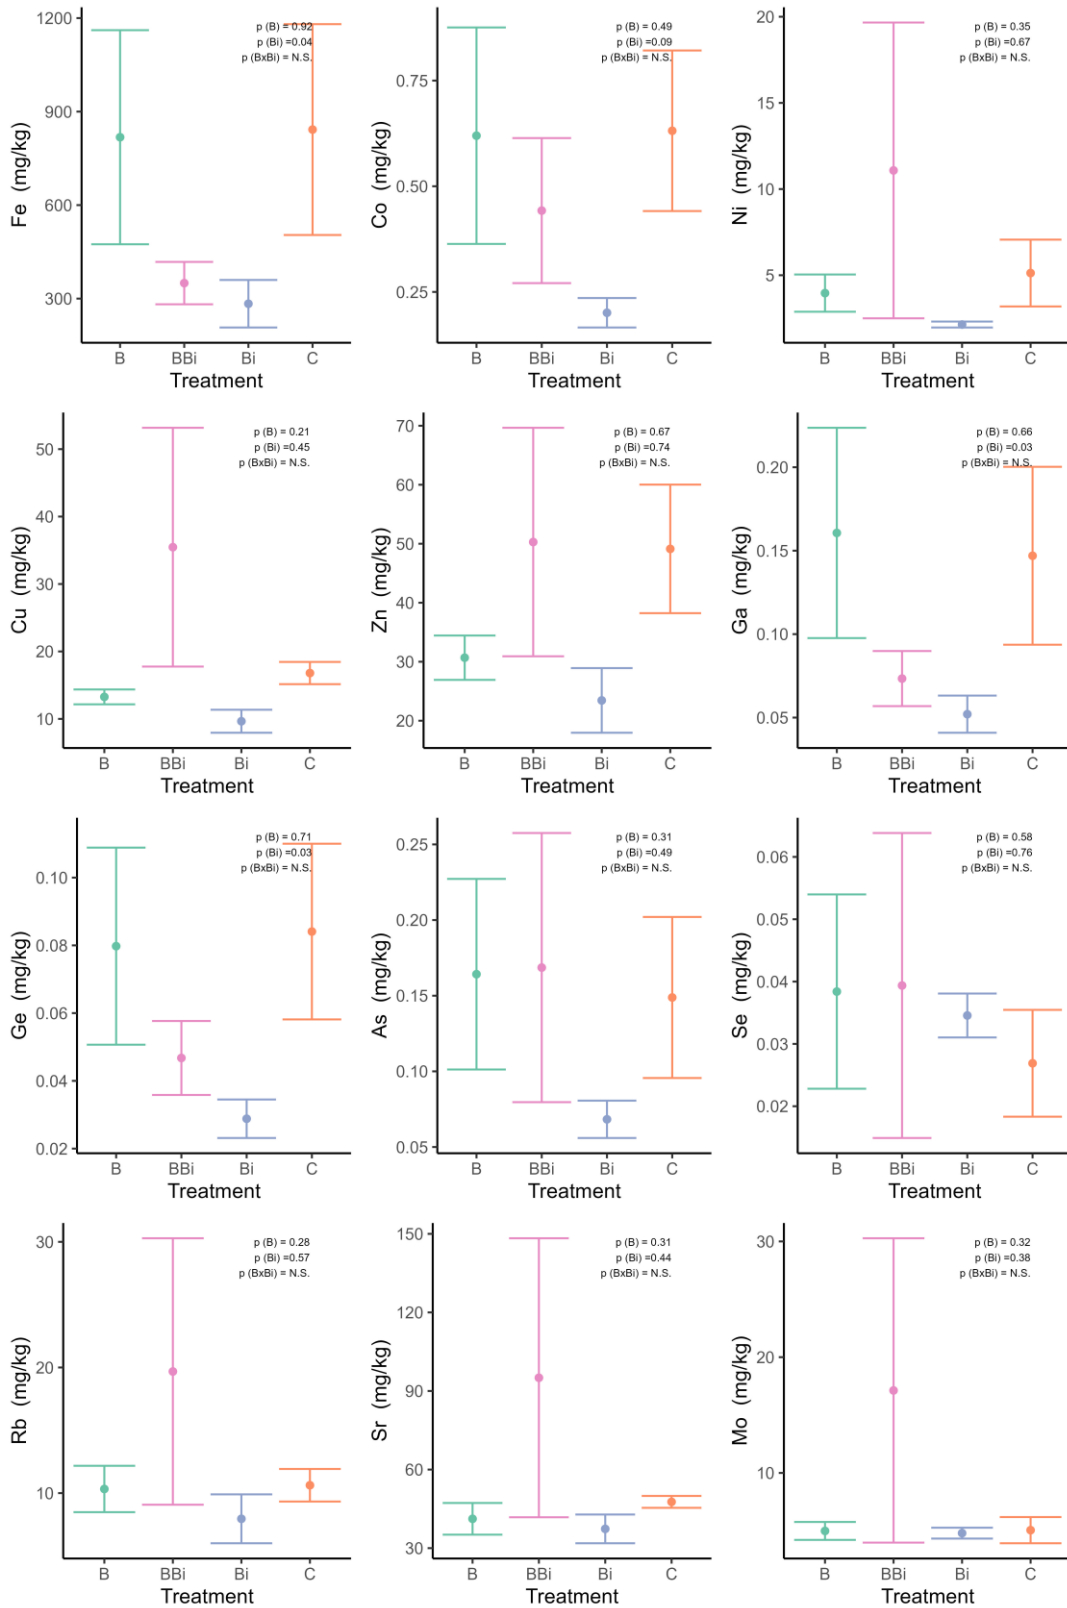 p (B) = 0.92
p (Bi) =0.04
p (BxBi) = N.S.
1200
900
600
300
Fe (mg/kg)
B BBi Bi C
Treatment
p (B) = 0.49
p (Bi) =0.09
p (BxBi) = N.S.
0.75
0.50
0.25
Co (mg/kg)
B BBi Bi C
Treatment
p (B) = 0.35
p (Bi) =0.67
p (BxBi) = N.S.
20
15
10
5
Ni (mg/kg)
B BBi Bi C
Treatment
p (B) = 0.21
p (Bi) =0.45
p (BxBi) = N.S.
50
40
30
20
10
Cu (mg/kg)
B BBi Bi C
Treatment
p (B) = 0.67
p (Bi) =0.74
p (BxBi) = N.S.
70
60
50
40
30
20
Zn (mg/kg)
B BBi Bi C
Treatment
p (B) = 0.66
p (Bi) =0.03
p (BxBi) = N.S.
0.20
0.15
0.10
0.05
Ga (mg/kg)
B BBi Bi C
Treatment
p (B) = 0.71
p (Bi) =0.03
p (BxBi) = N.S.
0.10
0.08
0.06
0.04
0.02
Ge (mg/kg)
B BBi Bi C
Treatment
p (B) = 0.31
p (Bi) =0.49
p (BxBi) = N.S.
0.25
0.20
0.15
0.10
0.05
As (mg/kg)
B BBi Bi C
Treatment
p (B) = 0.58
p (Bi) =0.76
p (BxBi) = N.S.
0.06
0.05
0.04
0.03
0.02
Se (mg/kg)
B BBi Bi C
Treatment
p (B) = 0.28
p (Bi) =0.57
p (BxBi) = N.S.
30
20
10
Rb (mg/kg)
B BBi Bi C
Treatment
p (B) = 0.31
p (Bi) =0.44
p (BxBi) = N.S.
150
120
90
60
30
Sr (mg/kg)
B BBi Bi C
Treatment
p (B) = 0.32
p (Bi) =0.38
p (BxBi) = N.S.
30
20
10
Mo (mg/kg)
B BBi Bi C
Treatment